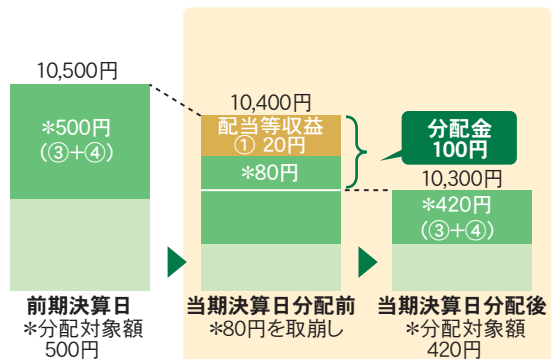 10,500円
*500円
(③+④)
前期決算日
*分配対象額
500円
10,400円
配当等収益
① 20円
*80円
当期決算日分配前
*80円を取崩し
分配金
100円
10,300円
*420円
(③+④)
当期決算日分配後
*分配対象額
420円